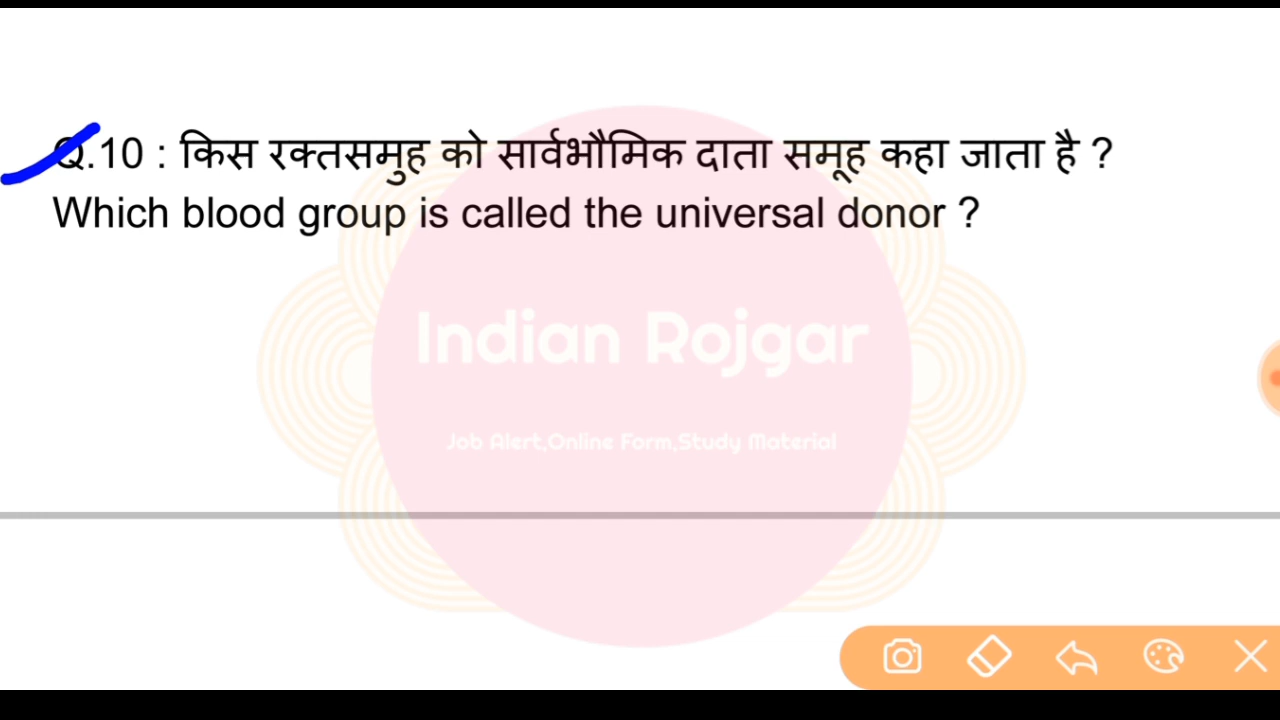 Q.10 : किस रक्तसमुह को सार्वभौमिक दाता समूह कहा जाता है ?
Which blood group is called the universal donor ?
Indian Rojgar
Job Alert,Online Form,Study Material